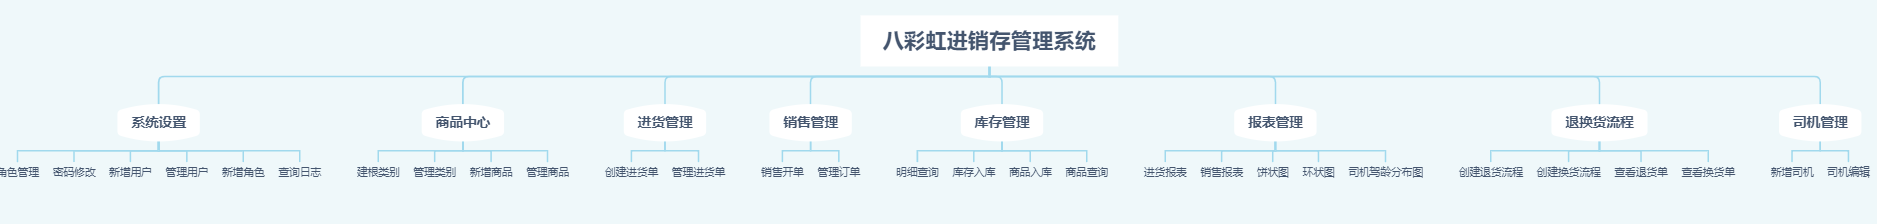 八彩虹进销存管理系统
系统设置 商品中心 进货管理 销售管理 库存管理 报表管理 退换货流程 司机管理
角色管理 密码修改 新增用户 管理用户 新增角色 查询日志 建根类别 管理类别 新增商品 管理商品 创建进货单 管理进货单 销售开单 管理订单 明细查询 库存入库 商品入库 商品查询 进货报表 销售报表 饼状图 环状图 司机驾龄分布图 创建退货流程 创建换货流程 查看退货单 查看换货单 新增司机 司机编辑